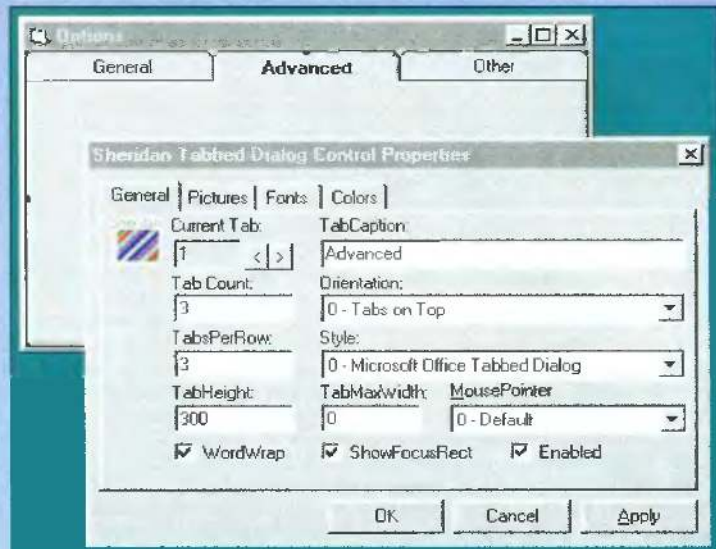 Options
General Advanced Other
Sheridan Tabbed Dialog Control Properties
General Pictures Fonts Colors
Current Tab: TabCaption:
1 < > Advanced
Tab Count: Orientation:
3 0 - Tabs on Top
TabsPerRow: Style:
3 0 - Microsoft Office Tabbed Dialog
TabHeight: TabMaxWidth: MousePointer
300 0 0 - Default
WordWrap ShowFocusRect Enabled
OK Cancel Apply